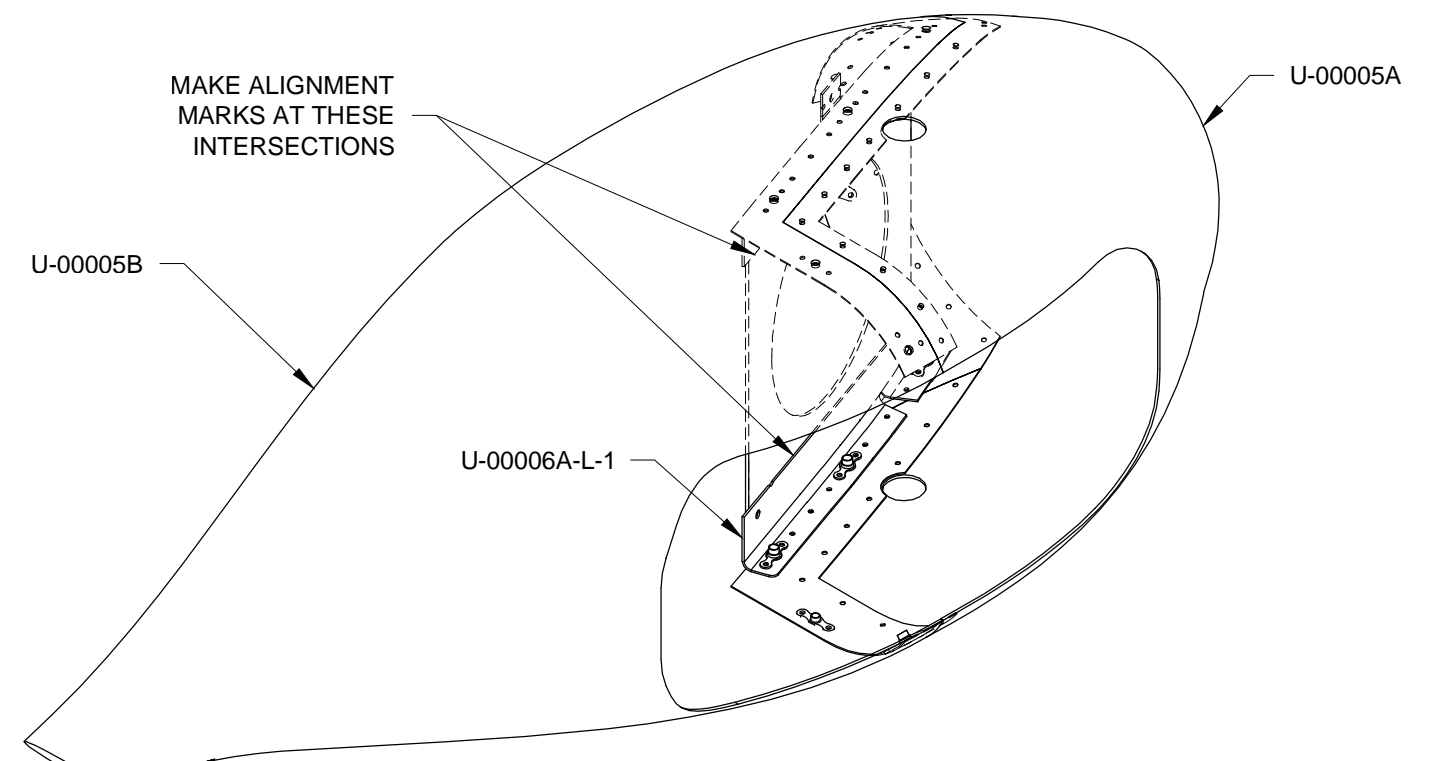 MAKE ALIGNMENT
MARKS AT THESE
INTERSECTIONS
U-00005A
U-00005B
U-00006A-L-1